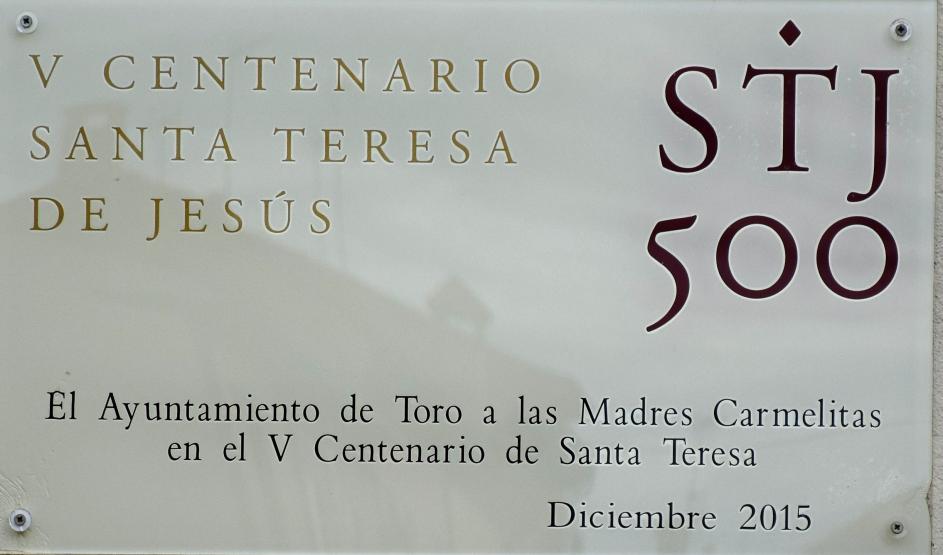 V CENTENARIO
SANTA TERESA
DE JESÚS
STJ
500
El Ayuntamiento de Toro a las Madres Carmelitas
en el V Centenario de Santa Teresa
Diciembre 2015